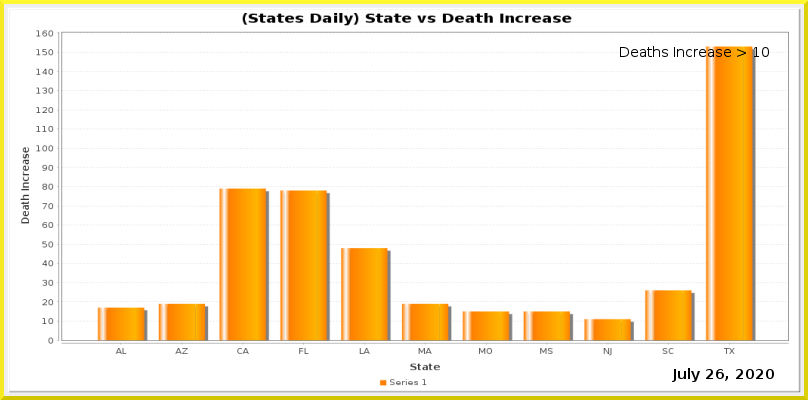 (States Daily) State vs Death Increase
Deaths Increase > 10
160
150
140
130
120
110
100
90
80
70
60
50
40
30
20
10
0
Death Increase
AL AZ CA FL LA MA MO MS NJ SC TX
State
Series 1
July 26, 2020